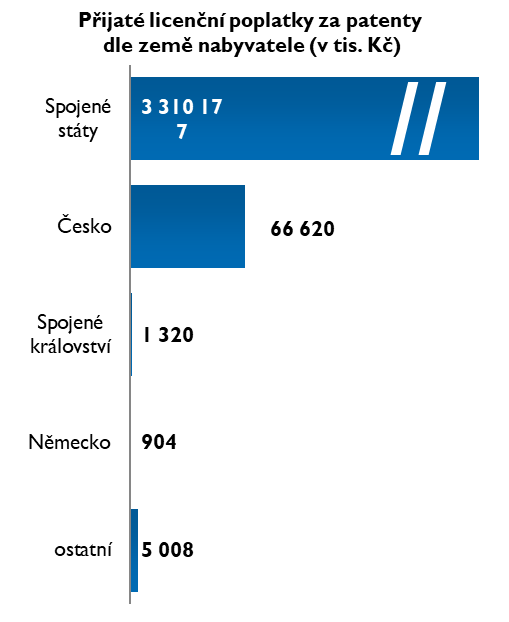 Přijaté licenční poplatky za patenty
dle země nabyvatele (v tis. Kč)
Spojené
státy
3 310 17
7
Česko
66 620
Spojené
království
1 320
Německo
904
ostatní
5 008